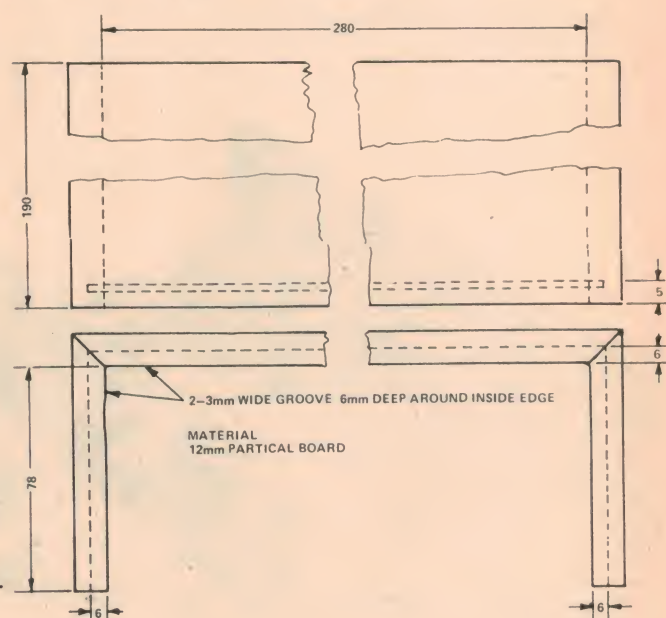 280
190
5
6
2–3mm WIDE GROOVE 6mm DEEP AROUND INSIDE EDGE
MATERIAL
12mm PARTICAL BOARD
78
6
6